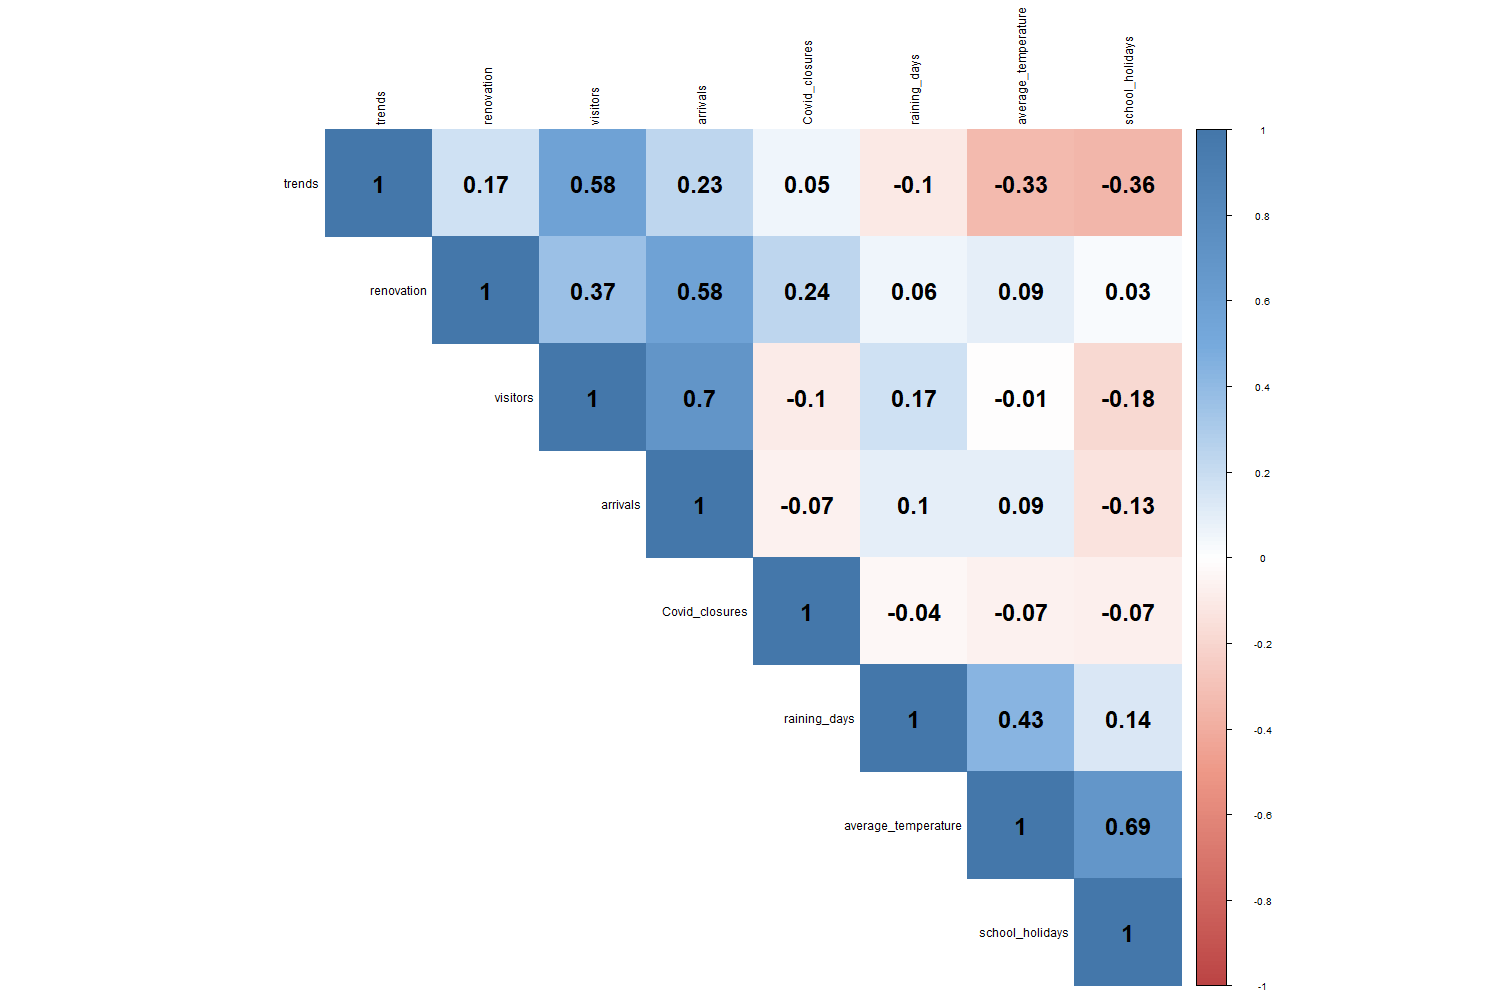 trends renovation visitors arrivals Covid_closures raining_days average_temperature school_holidays
trends 1 0.17 0.58 0.23 0.05 -0.1 -0.33 -0.36
renovation 1 0.37 0.58 0.24 0.06 0.09 0.03
visitors 1 0.7 -0.1 0.17 -0.01 -0.18
arrivals 1 -0.07 0.1 0.09 -0.13
Covid_closures 1 -0.04 -0.07 -0.07
raining_days 1 0.43 0.14
average_temperature 1 0.69
school_holidays 1
1
0.8
0.6
0.4
0.2
0
-0.2
-0.4
-0.6
-0.8
-1